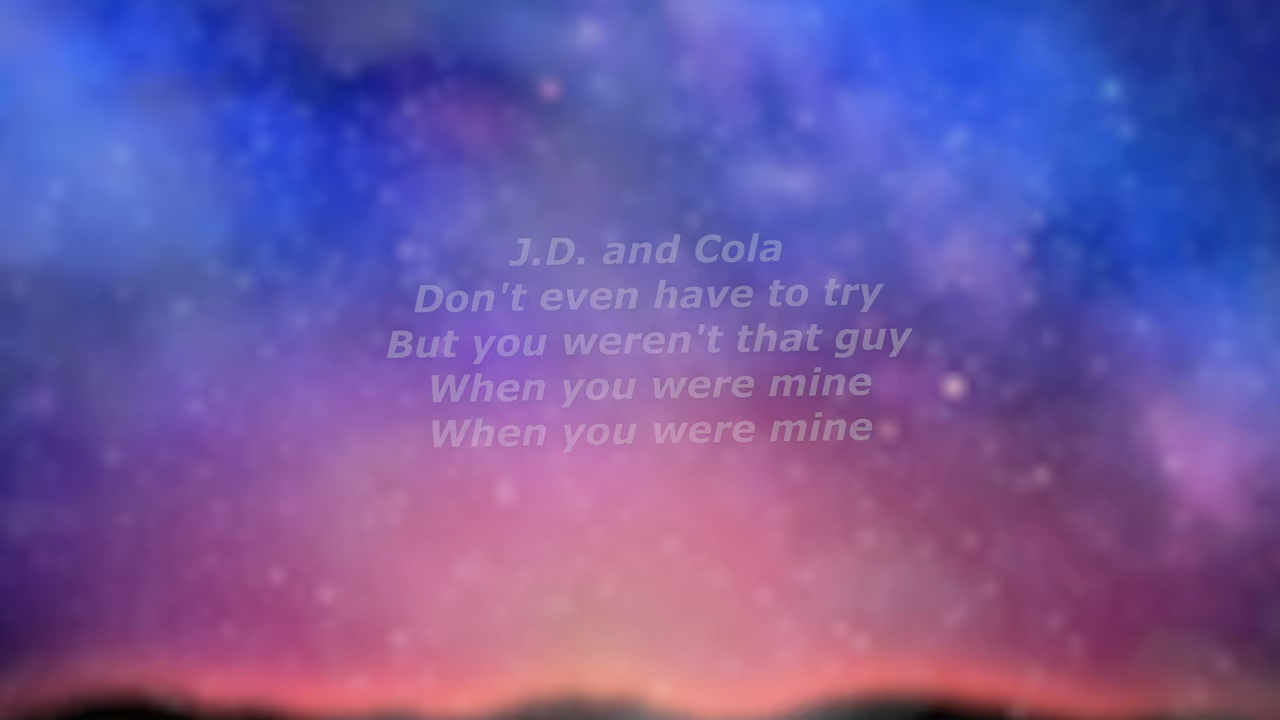 J.D. and Cola
Don't even have to try
But you weren't that guy
When you were mine
When you were mine